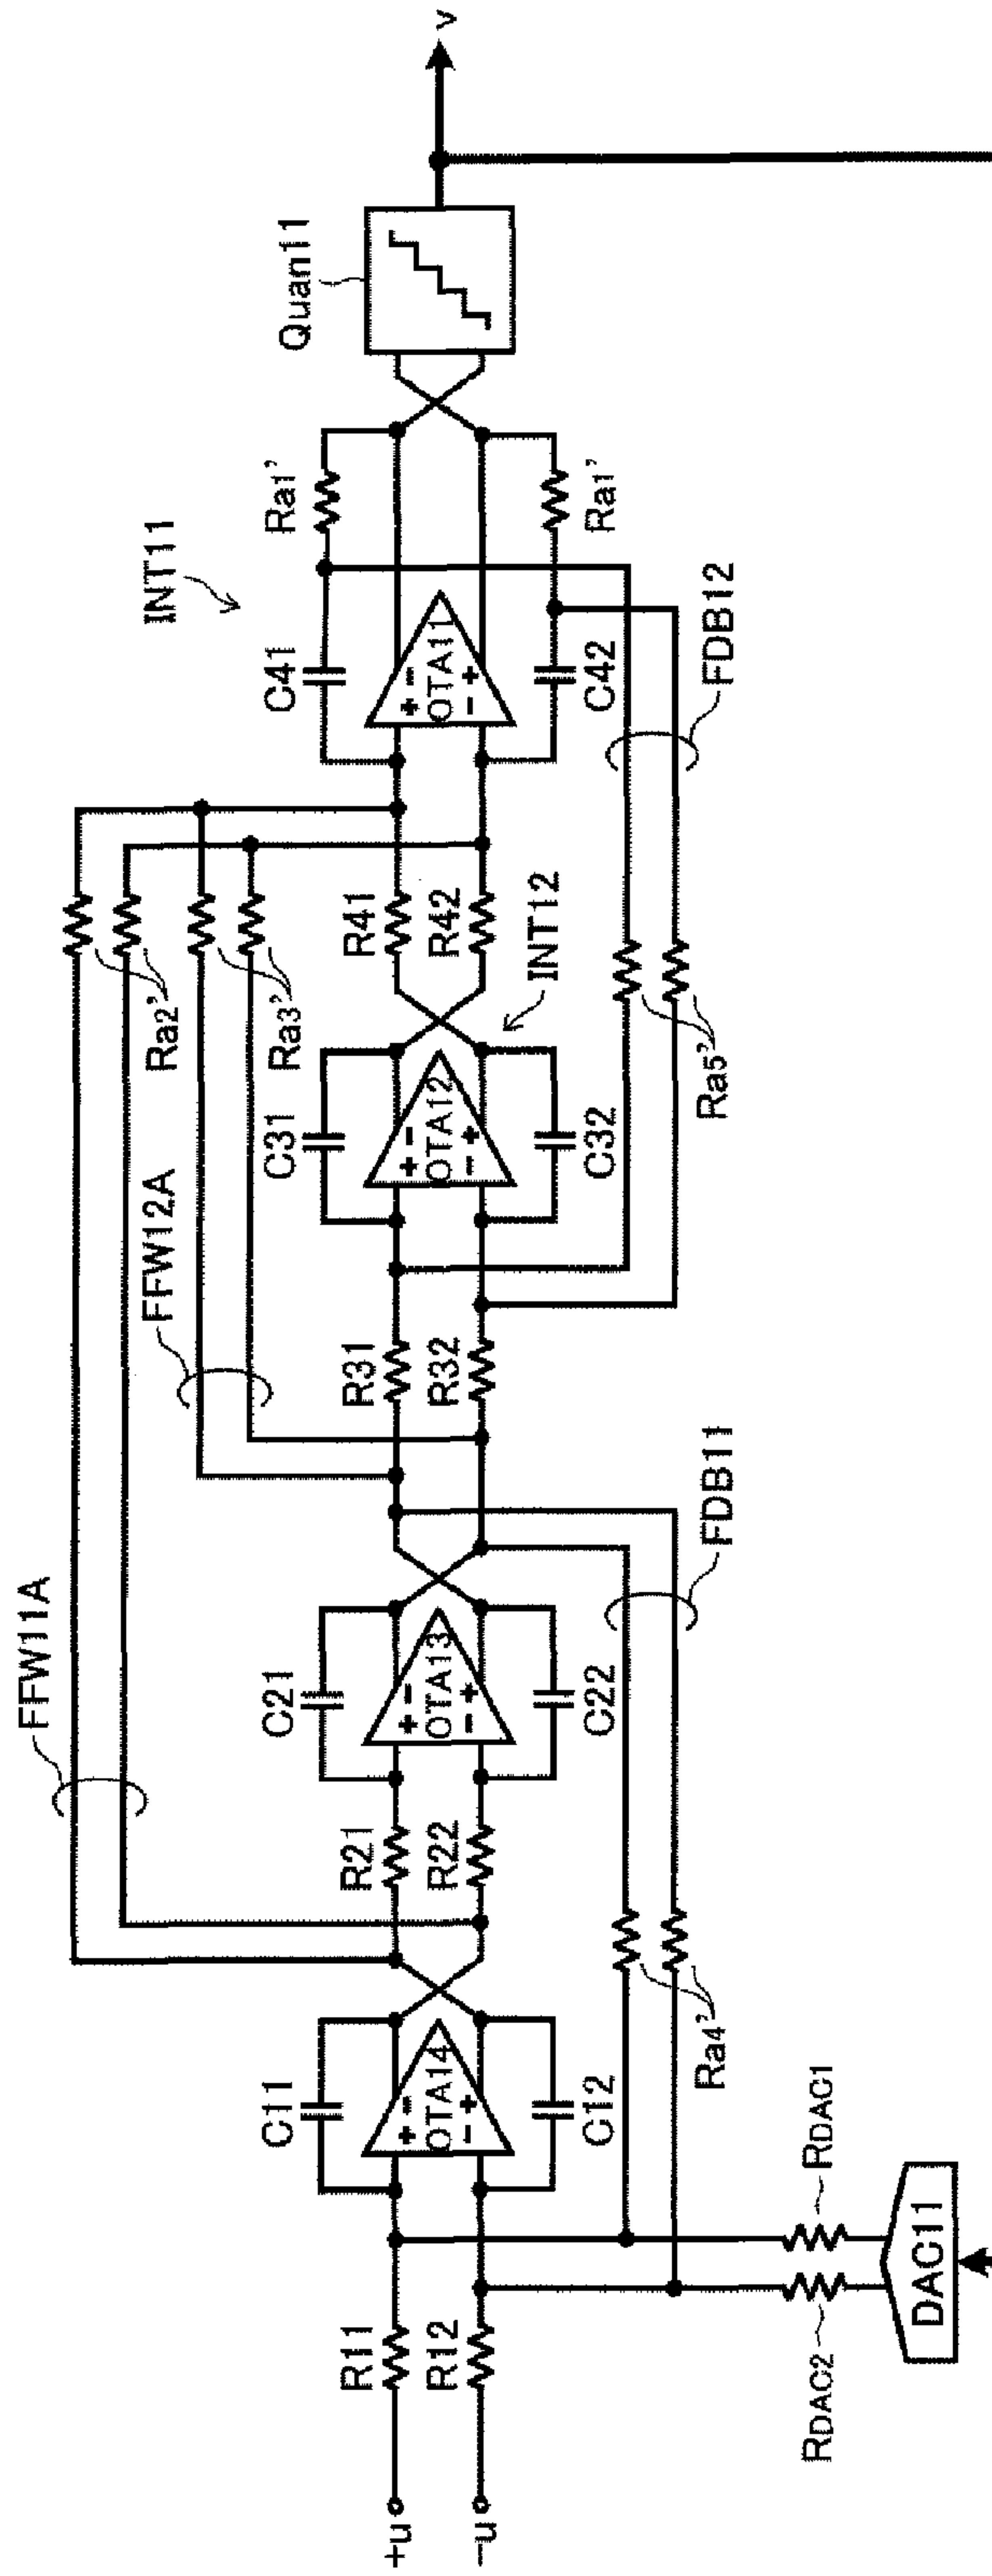 FFW11A
FFW12A
INT11
Ra2'
Ra3'
Quan11
v
C11
C21
C31
C41
Ra1'
+u
R11
R21
R31
R41
+ -
OTA14
- +
+ -
OTA13
- +
+ -
OTA12
- +
+ -
OTA11
- +
-u
R12
R22
R32
R42
C12
C22
C32
INT12
C42
Ra1'
RDAC2
RDAC1
Ra4'
FDB11
Ra5'
FDB12
DAC11